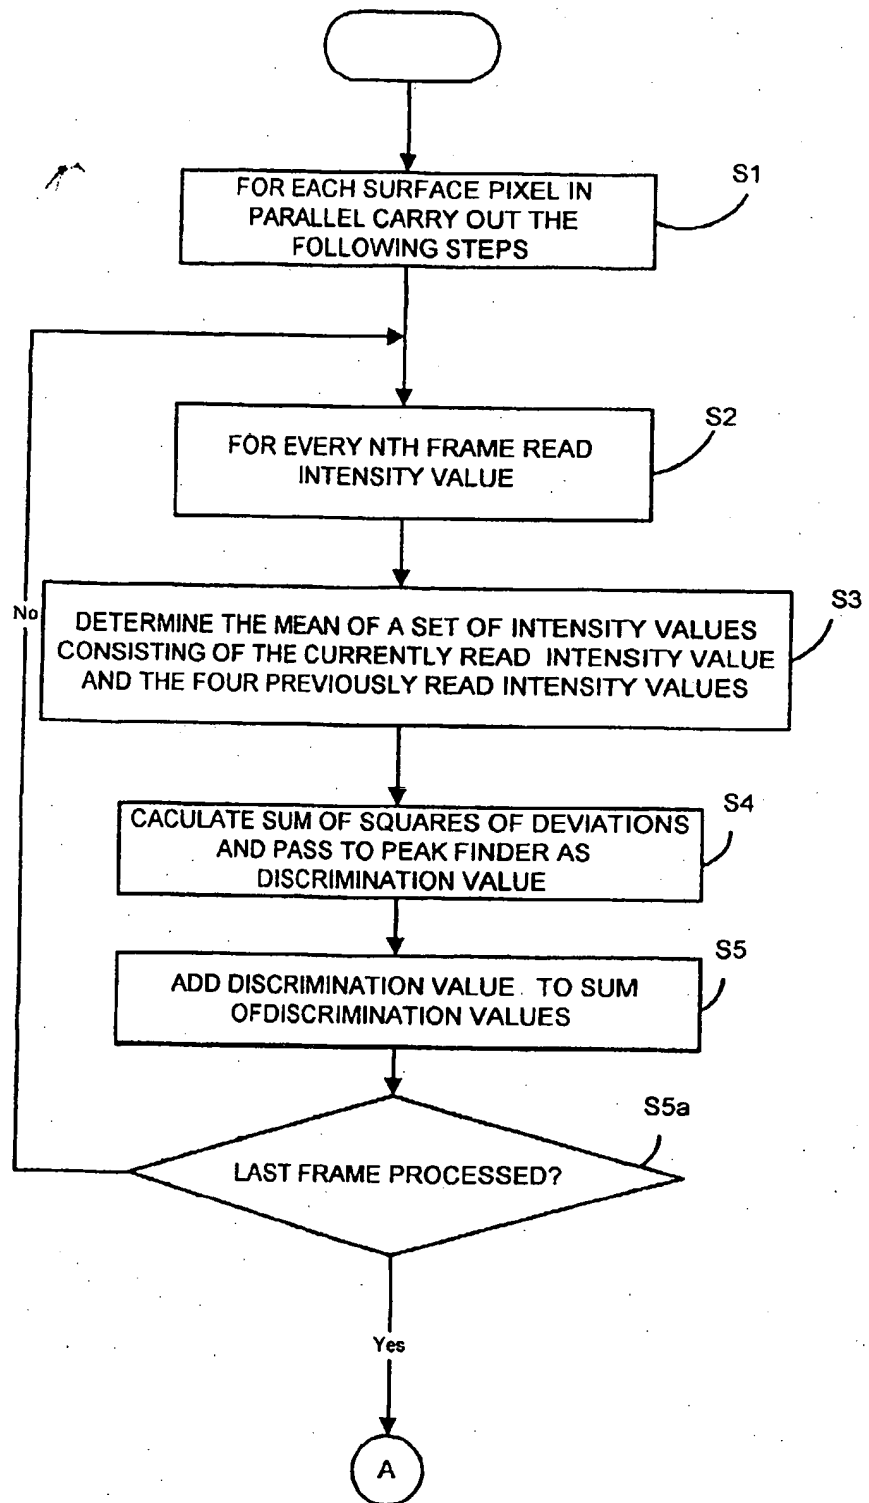 S1
FOR EACH SURFACE PIXEL IN
PARALLEL CARRY OUT THE
FOLLOWING STEPS
S2
FOR EVERY NTH FRAME READ
INTENSITY VALUE
No
S3
DETERMINE THE MEAN OF A SET OF INTENSITY VALUES
CONSISTING OF THE CURRENTLY READ INTENSITY VALUE
AND THE FOUR PREVIOUSLY READ INTENSITY VALUES
S4
CACULATE SUM OF SQUARES OF DEVIATIONS
AND PASS TO PEAK FINDER AS
DISCRIMINATION VALUE
S5
ADD DISCRIMINATION VALUE TO SUM
OFDISCRIMINATION VALUES
S5a
LAST FRAME PROCESSED?
Yes
A